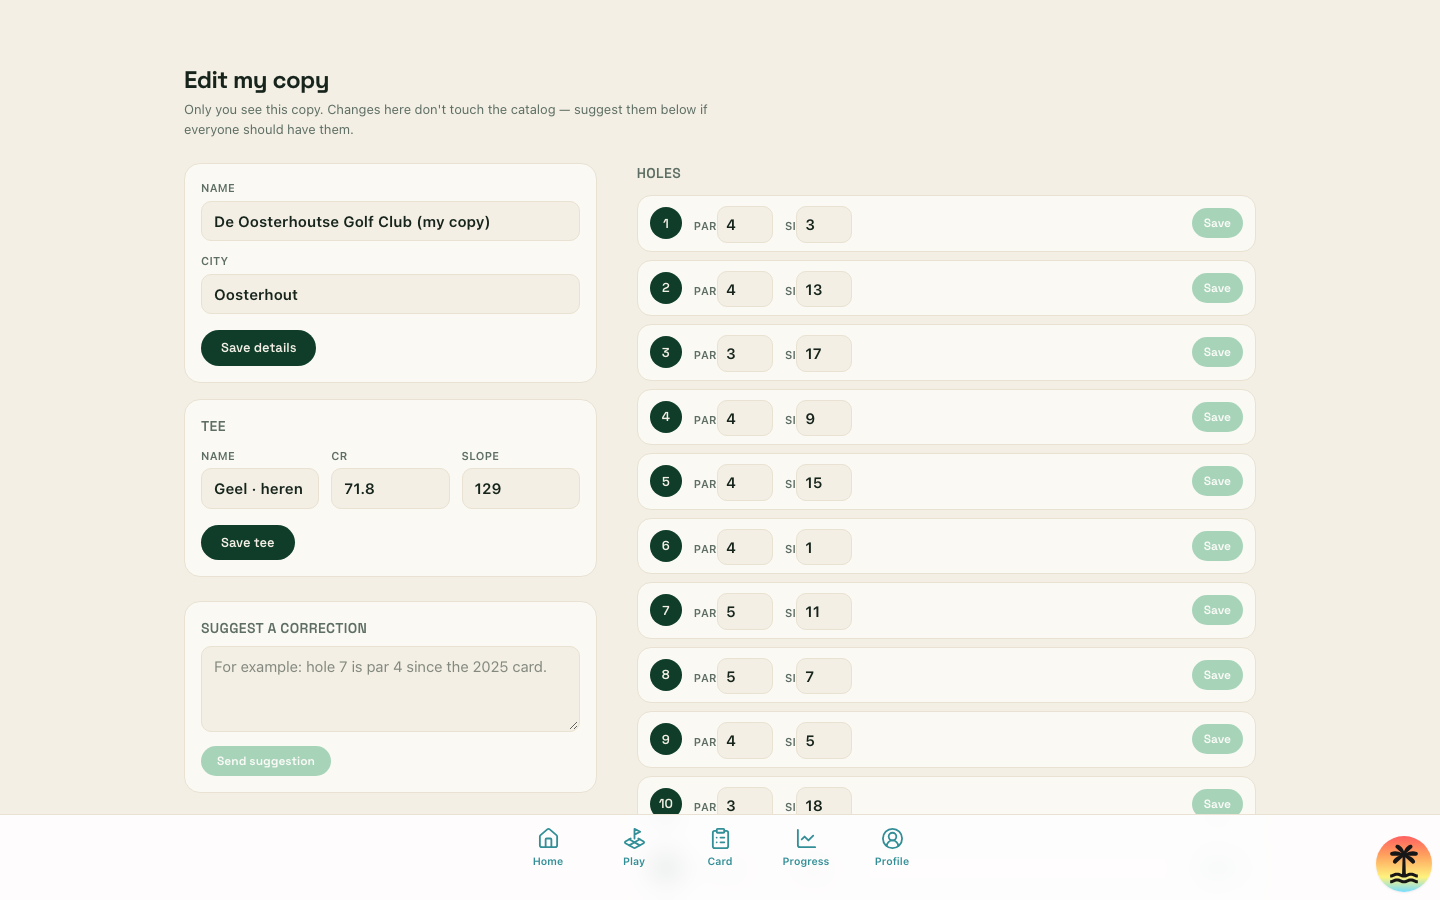 Edit my copy
Only you see this copy. Changes here don't touch the catalog — suggest them below if
everyone should have them.
NAME
De Oosterhoutse Golf Club (my copy)
CITY
Oosterhout
Save details
TEE
NAME CR SLOPE
Geel · heren 71.8 129
Save tee
SUGGEST A CORRECTION
For example: hole 7 is par 4 since the 2025 card.
Send suggestion
HOLES
1 PAR 4 SI 3 Save
2 PAR 4 SI 13 Save
3 PAR 3 SI 17 Save
4 PAR 4 SI 9 Save
5 PAR 4 SI 15 Save
6 PAR 4 SI 1 Save
7 PAR 5 SI 11 Save
8 PAR 5 SI 7 Save
9 PAR 4 SI 5 Save
10 PAR 3 SI 18 Save
Home Play Card Progress Profile